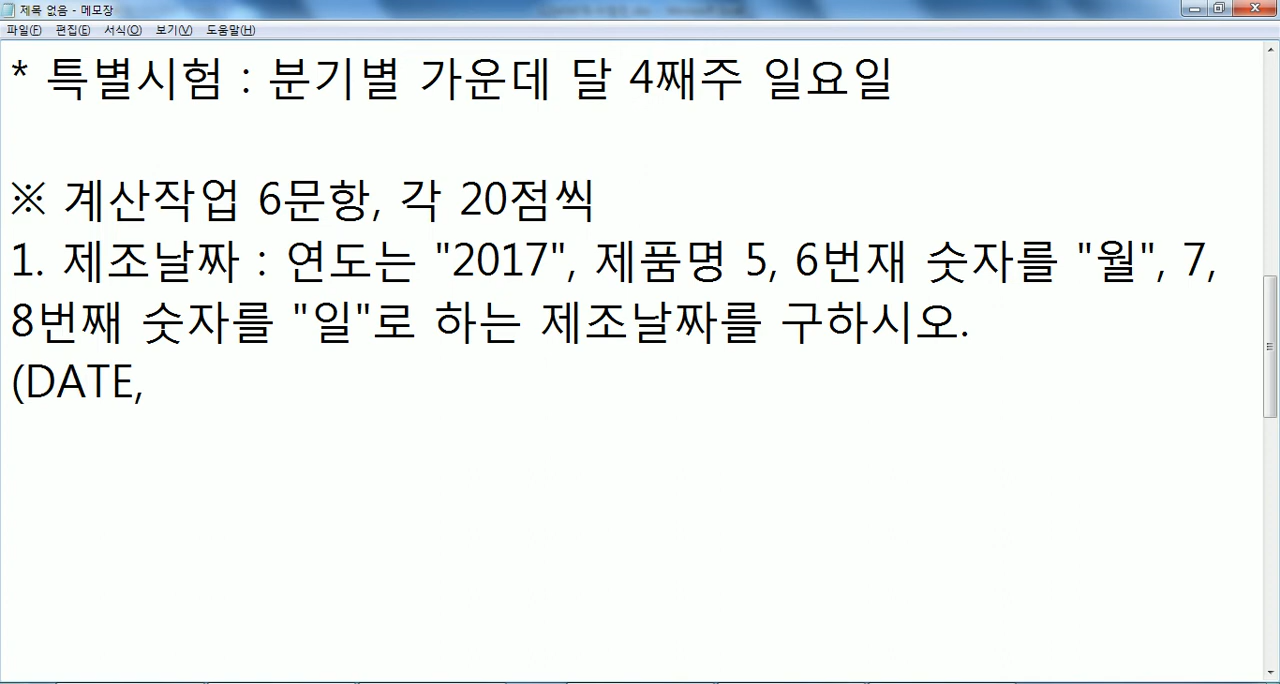 제목 없음 - 메모장
파일(F) 편집(E) 서식(O) 보기(V) 도움말(H)
* 특별시험 : 분기별 가운데 달 4째주 일요일
※ 계산작업 6문항, 각 20점씩
1. 제조날짜 : 연도는 "2017", 제품명 5, 6번재 숫자를 "월", 7,
8번째 숫자를 "일"로 하는 제조날짜를 구하시오.
(DATE,